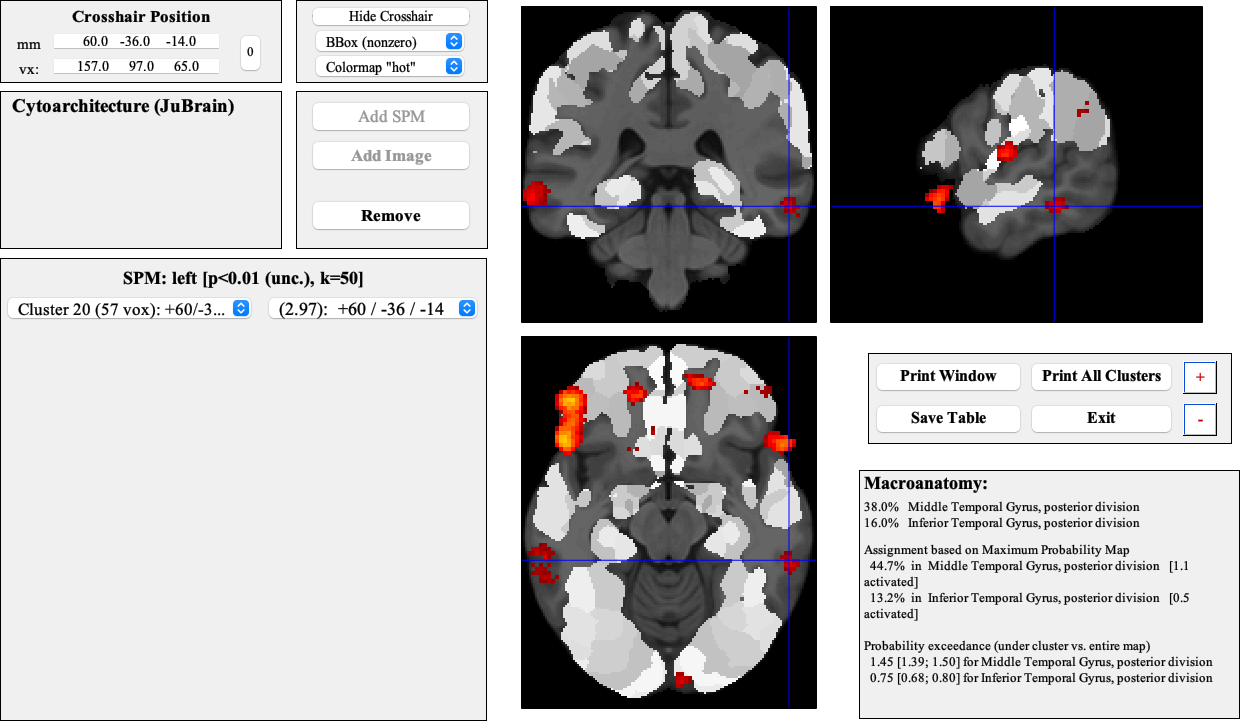 Crosshair Position
mm 60.0 -36.0 -14.0
vx: 157.0 97.0 65.0
0
Hide Crosshair
BBox (nonzero)
Colormap "hot"
Cytoarchitecture (JuBrain)
Add SPM
Add Image
Remove
SPM: left [p<0.01 (unc.), k=50]
Cluster 20 (57 vox): +60/-3...
(2.97): +60 / -36 / -14
Print Window
Print All Clusters
+
Save Table
Exit
-
Macroanatomy:
38.0% Middle Temporal Gyrus, posterior division
16.0% Inferior Temporal Gyrus, posterior division
Assignment based on Maximum Probability Map
44.7% in Middle Temporal Gyrus, posterior division [1.1
activated]
13.2% in Inferior Temporal Gyrus, posterior division [0.5
activated]
Probability exceedance (under cluster vs. entire map)
1.45 [1.39; 1.50] for Middle Temporal Gyrus, posterior division
0.75 [0.68; 0.80] for Inferior Temporal Gyrus, posterior division